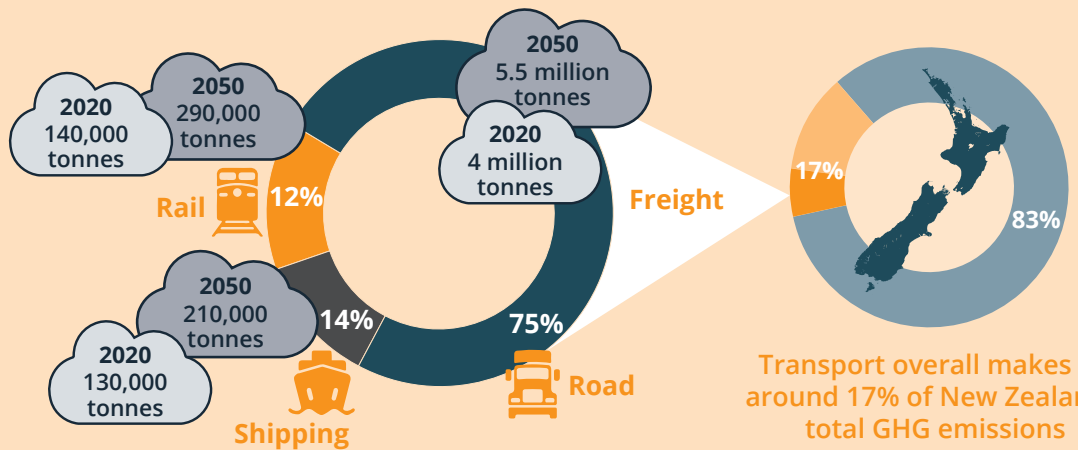 2050
5.5 million
tonnes
2020
4 million
tonnes
2050
290,000
tonnes
2020
140,000
tonnes
Rail
12%
Freight
17%
83%
2050
210,000
tonnes
2020
130,000
tonnes
14%
75%
Shipping
Road
Transport overall makes
around 17% of New Zealan
total GHG emissions